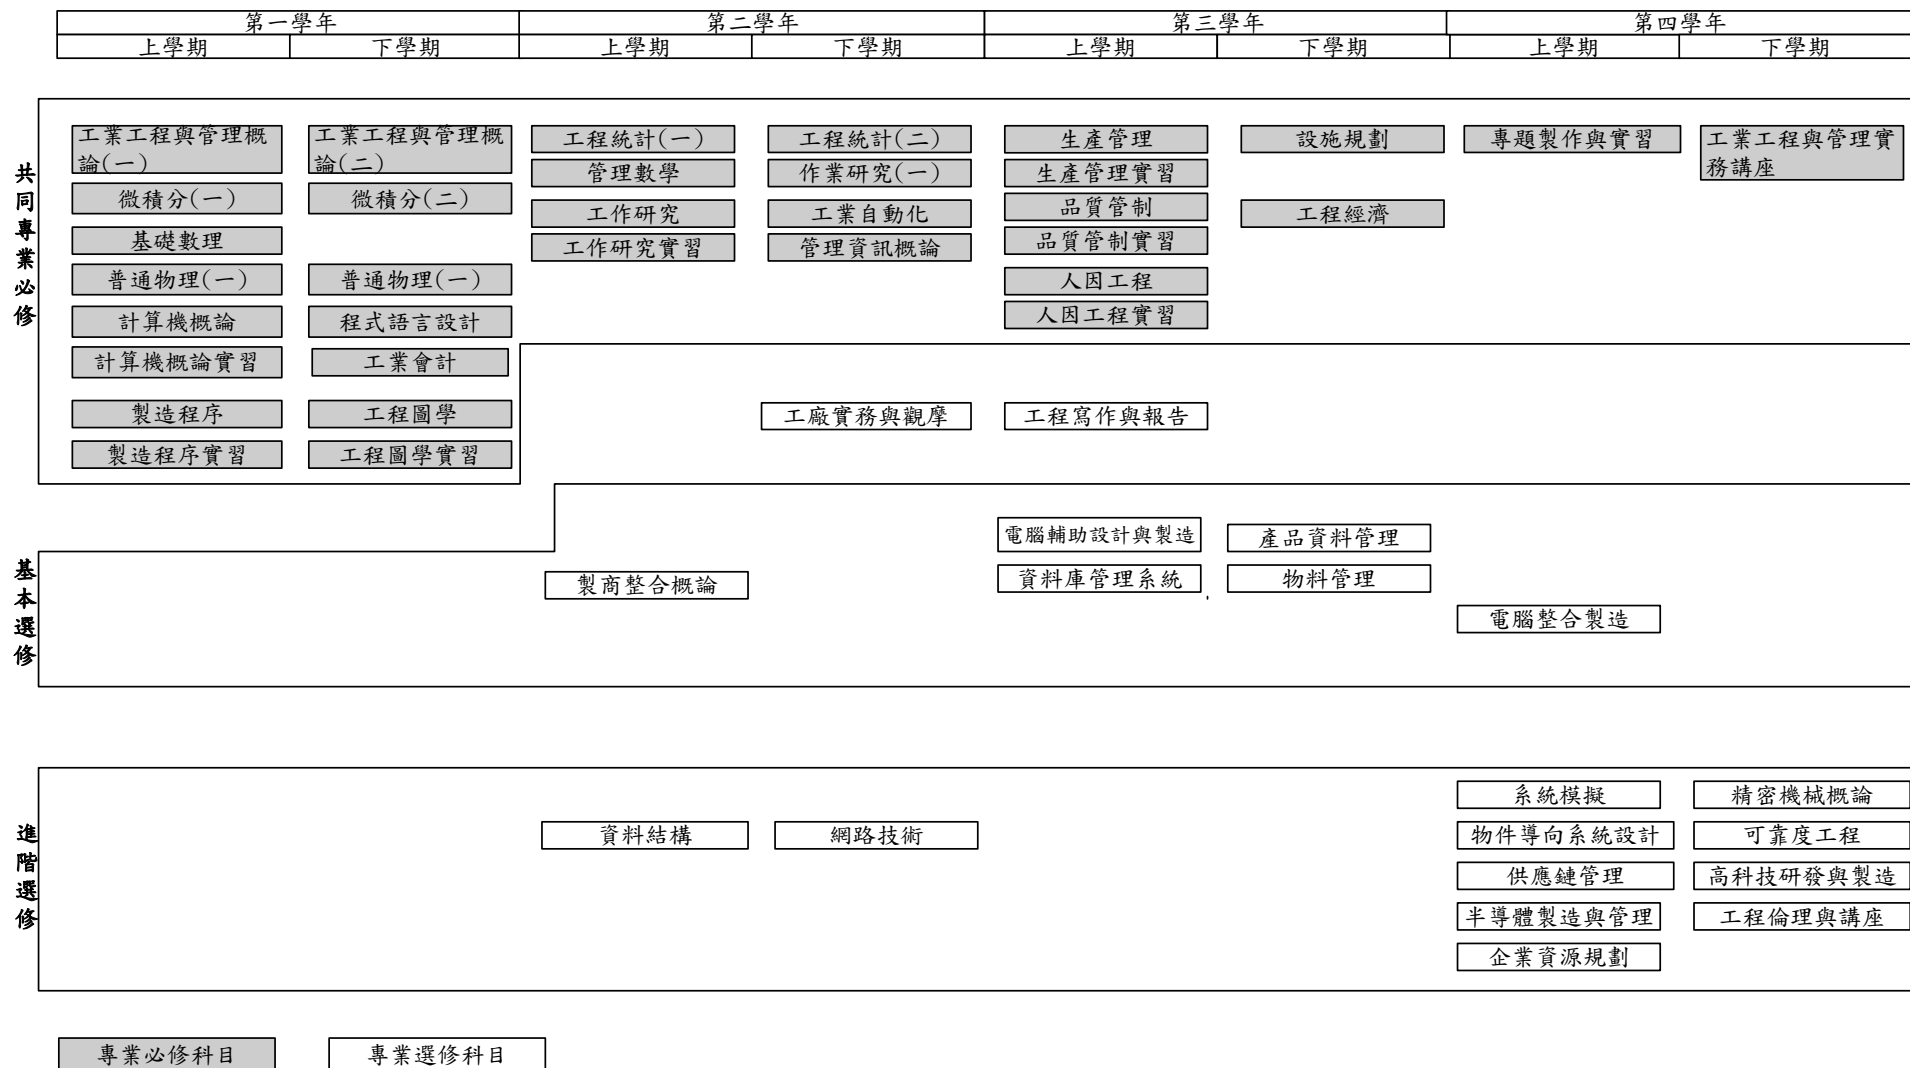 第一學年 第二學年 第三學年 第四學年
上學期 下學期 上學期 下學期 上學期 下學期 上學期 下學期
共同專業必修
工業工程與管理概論(一)
微積分(一)
基礎數理
普通物理(一)
計算機概論
計算機概論實習
製造程序
製造程序實習
工業工程與管理概論(二)
微積分(二)
普通物理(一)
程式語言設計
工業會計
工程圖學
工程圖學實習
工程統計(一)
管理數學
工作研究
工作研究實習
工程統計(二)
作業研究(一)
工業自動化
管理資訊概論
生產管理
生產管理實習
品質管制
品質管制實習
人因工程
人因工程實習
設施規劃
工程經濟
專題製作與實習
工業工程與管理實務講座
工廠實務與觀摩
工程寫作與報告
基本選修
製商整合概論
電腦輔助設計與製造
資料庫管理系統
產品資料管理
物料管理
電腦整合製造
進階選修
資料結構
網路技術
系統模擬
物件導向系統設計
供應鏈管理
半導體製造與管理
企業資源規劃
精密機械概論
可靠度工程
高科技研發與製造
工程倫理與講座
專業必修科目
專業選修科目